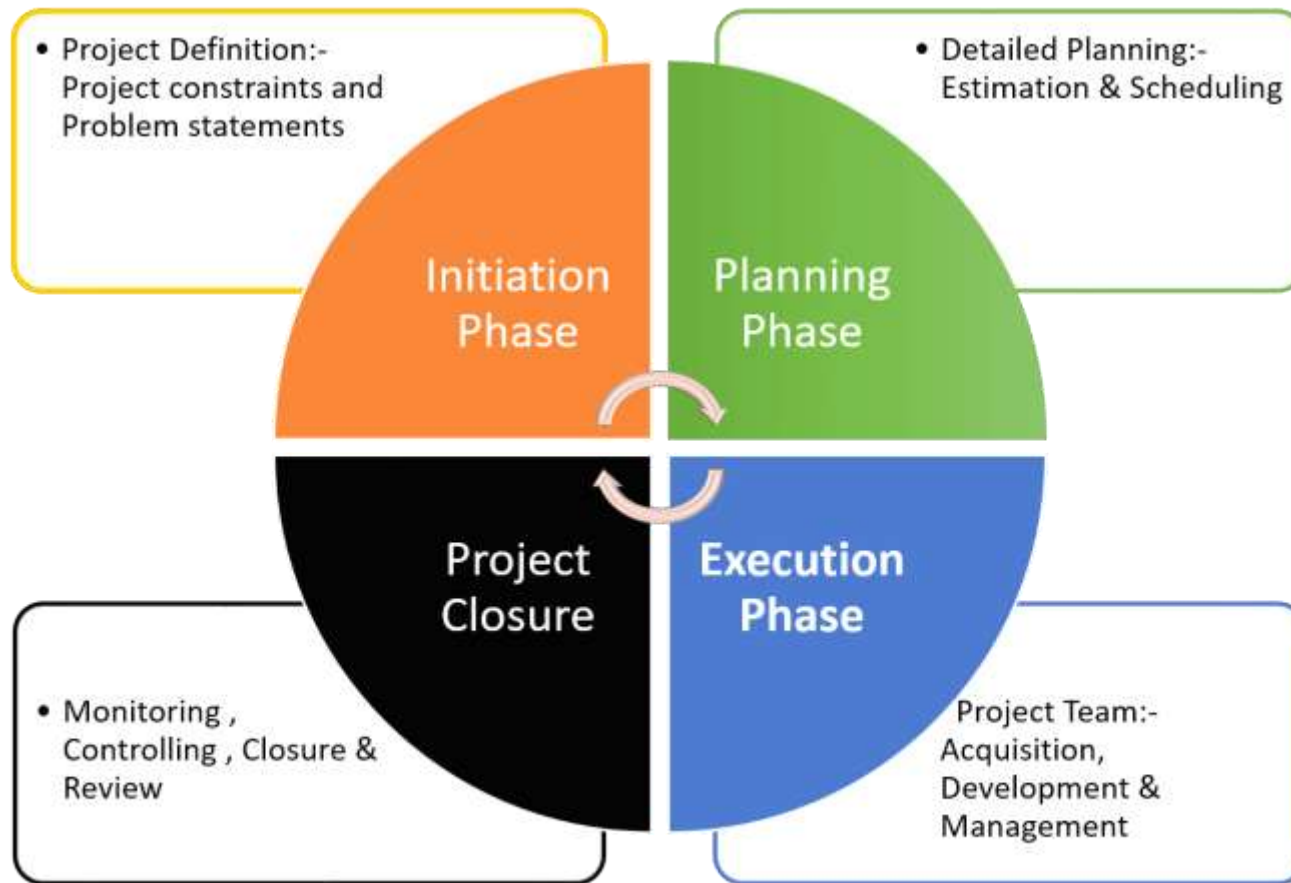 • Project Definition:-
Project constraints and
Problem statements
• Detailed Planning:-
Estimation & Scheduling
Initiation
Phase
Planning
Phase
Project
Closure
Execution
Phase
• Monitoring ,
Controlling , Closure &
Review
Project Team:-
Acquisition,
Development &
Management